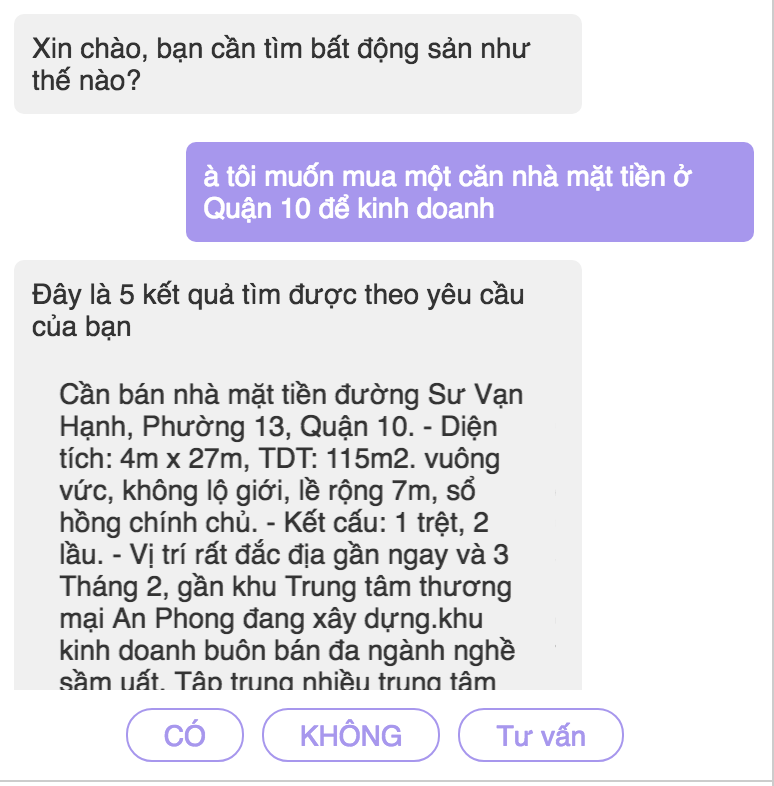 Xin chào, bạn cần tìm bất động sản như
thế nào?
à tôi muốn mua một căn nhà mặt tiền ở
Quận 10 để kinh doanh
Đây là 5 kết quả tìm được theo yêu cầu
của bạn
Cần bán nhà mặt tiền đường Sư Vạn
Hạnh, Phường 13, Quận 10. - Diện
tích: 4m x 27m, TDT: 115m2. vuông
vức, không lộ giới, lề rộng 7m, sổ
hồng chính chủ. - Kết cấu: 1 trệt, 2
lầu. - Vị trí rất đắc địa gần ngay và 3
Tháng 2, gần khu Trung tâm thương
mại An Phong đang xây dựng.khu
kinh doanh buôn bán đa ngành nghề
sầm uất. Tập trung nhiều trung tâm
CÓ
KHÔNG
Tư vấn